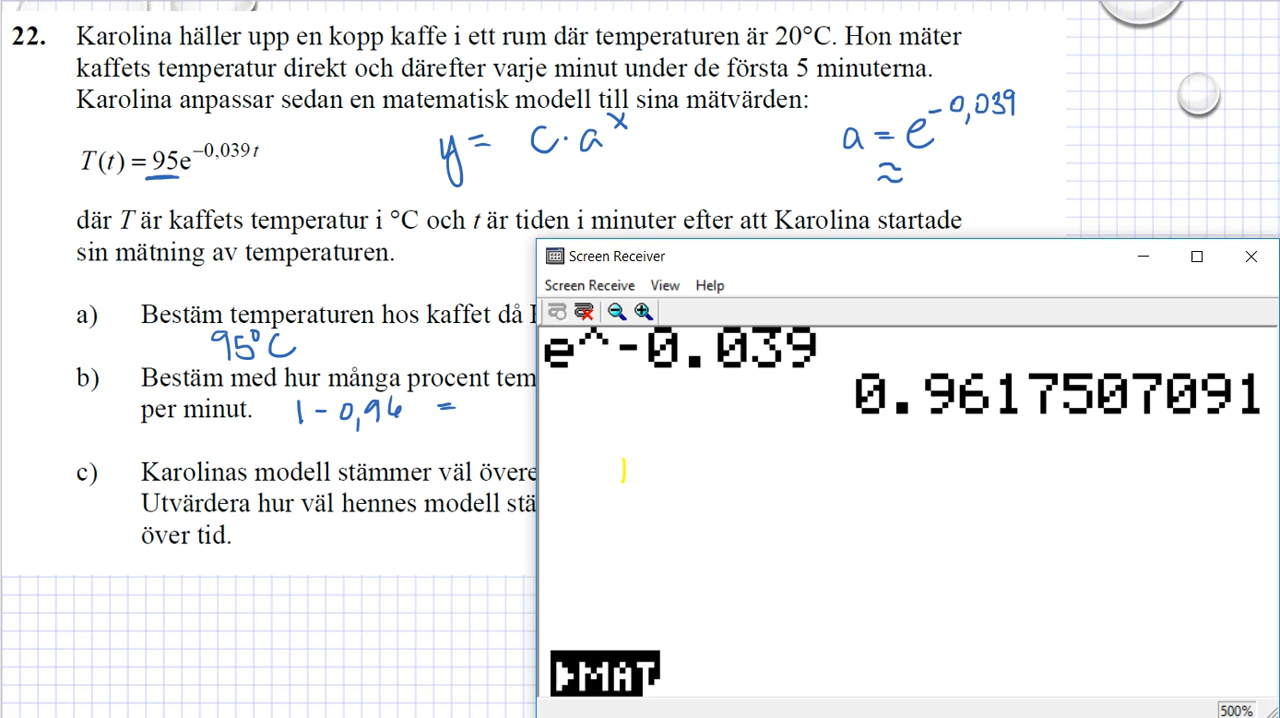 22. Karolina häller upp en kopp kaffe i ett rum där temperaturen är 20°C. Hon mäter
kaffets temperatur direkt och därefter varje minut under de första 5 minuterna.
Karolina anpassar sedan en matematisk modell till sina mätvärden:
T(t) = 95e^{-0,039t}
y = C · a^x
a = e^{-0,039}
≈
där T är kaffets temperatur i °C och t är tiden i minuter efter att Karolina startade
sin mätning av temperaturen.
a) Bestäm temperaturen hos kaffet då
95°C
b) Bestäm med hur många procent tem
per minut. 1 - 0,96 =
c) Karolinas modell stämmer väl övere
Utvärdera hur väl hennes modell stä
över tid.
Screen Receiver
Screen Receive View Help
e^-0.039
0.9617507091
MAT
500%